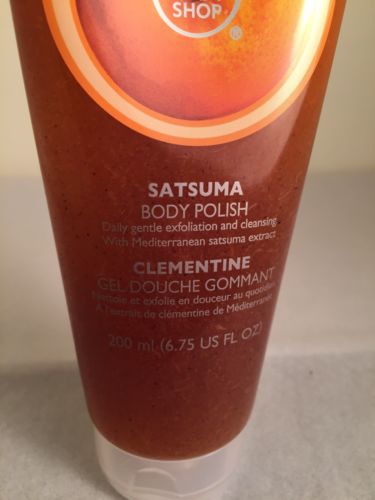 SHOP
®
SATSUMA
BODY POLISH
Daily gentle exfoliation and cleansing
With Mediterranean satsuma extract
CLEMENTINE
GEL DOUCHE GOMMANT
Nettoie et exfolie en douceur au quotidien
À l'extrait de clémentine de Méditerranée
200 ml (6.75 US FL OZ)